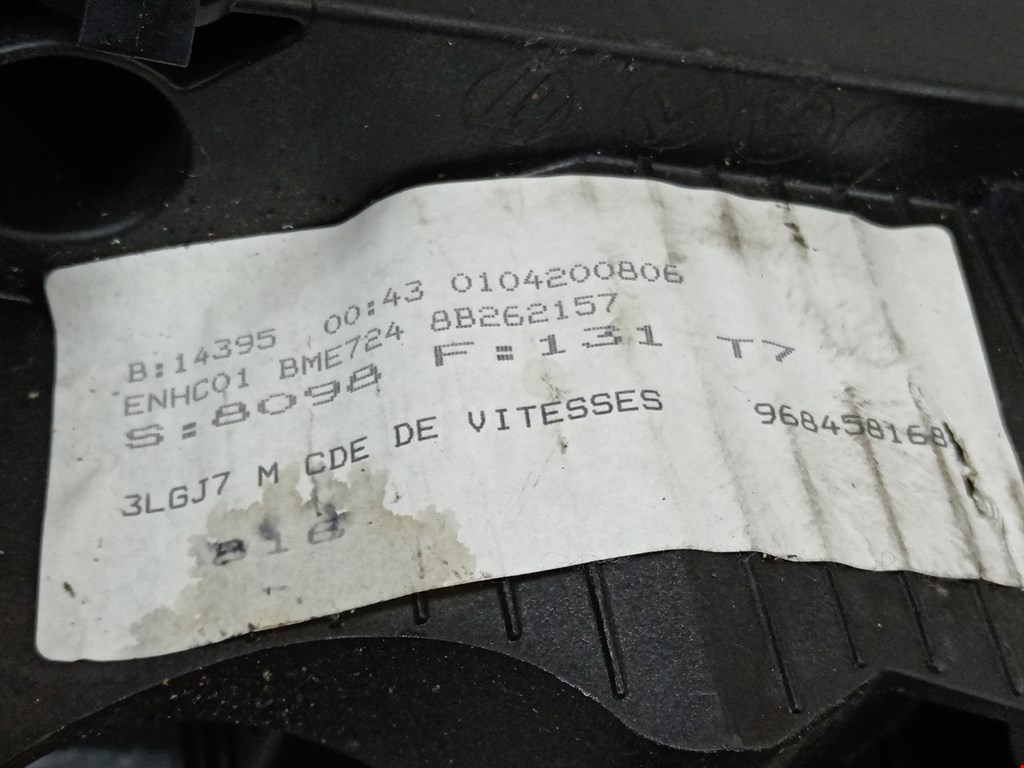 B:14395 00:43 0104200806
ENHC01 BME724 8B262157
S:8098 F:131 T7
3LGJ7 M CDE DE VITESSES 968458168